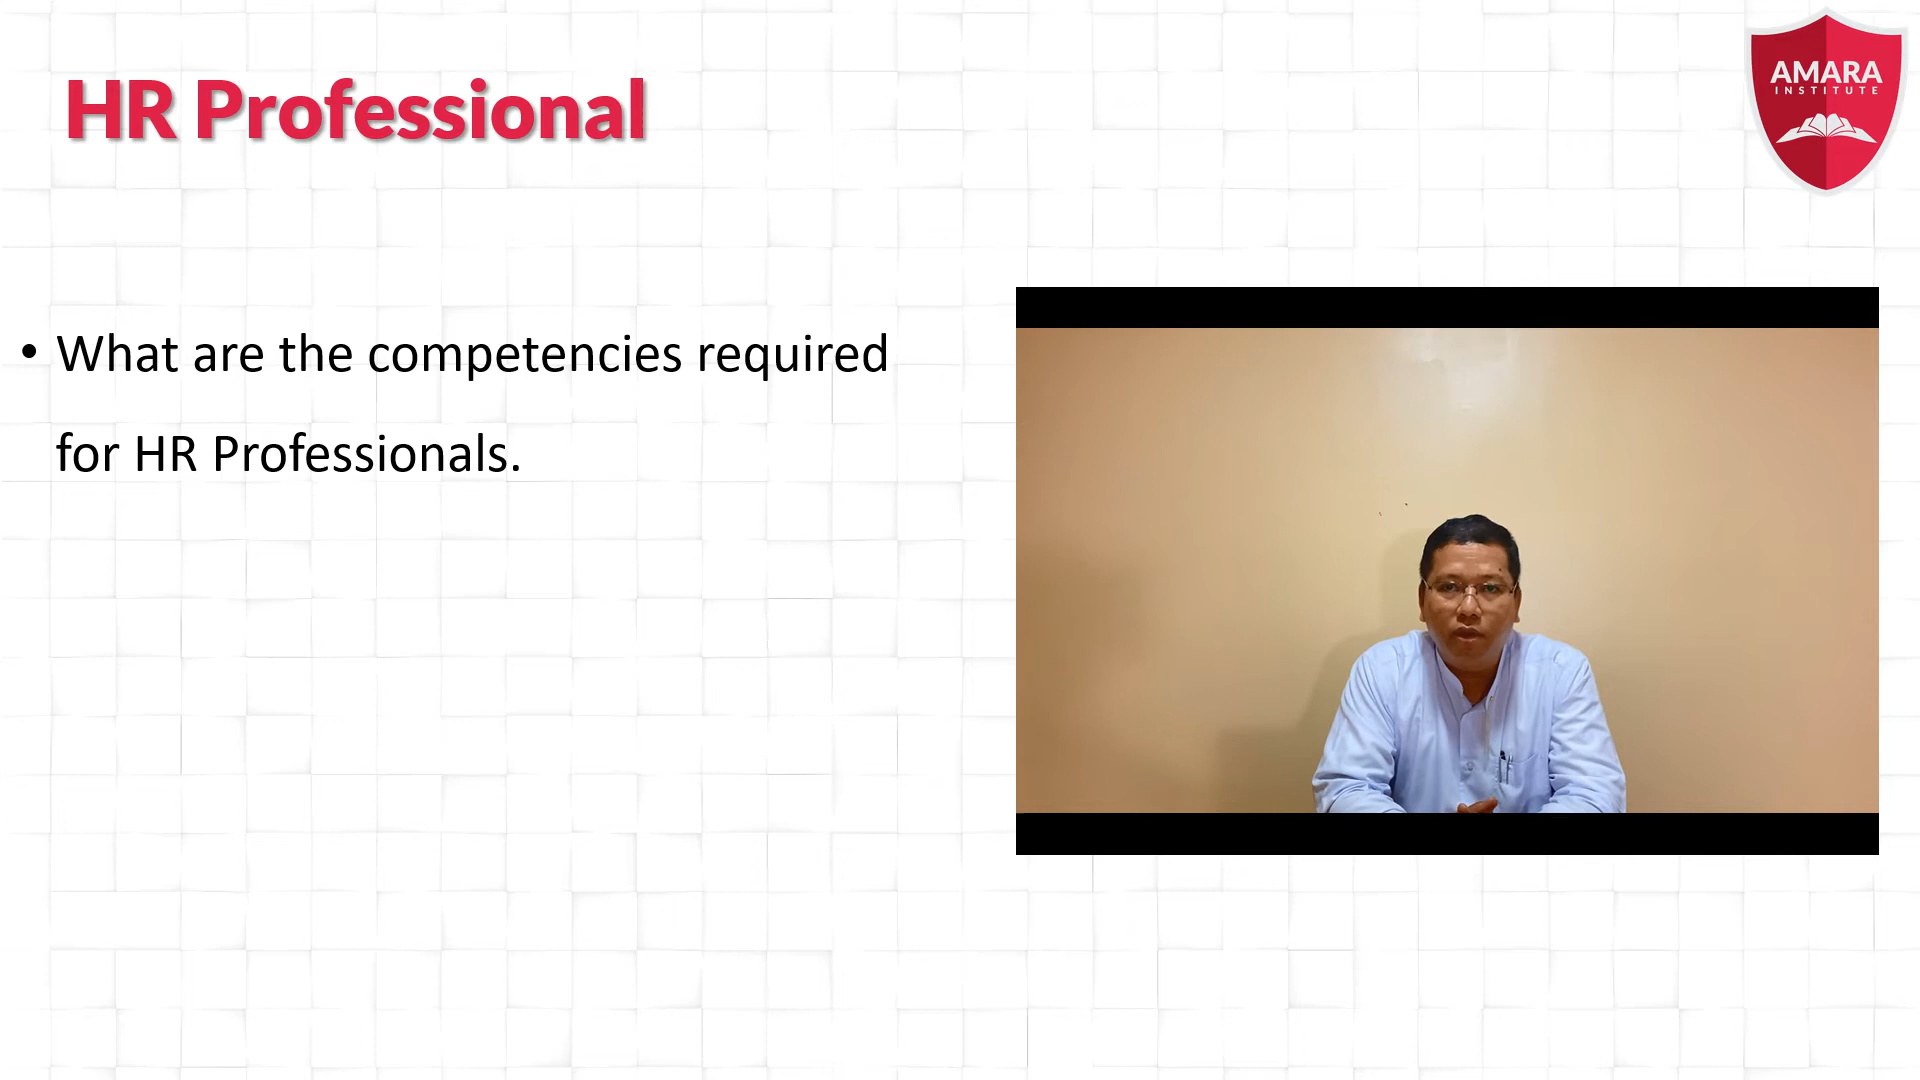 HR Professional
AMARA
INSTITUTE
• What are the competencies required
for HR Professionals.